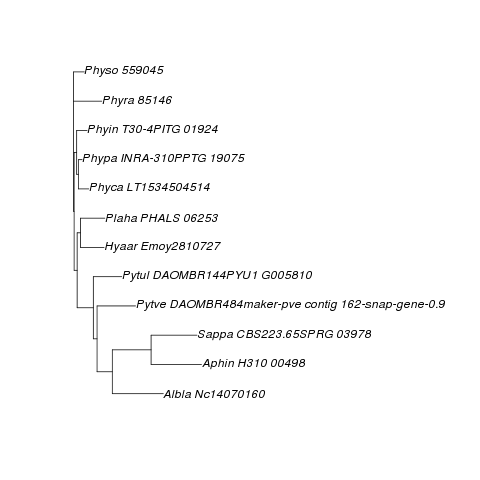 Physo 559045
Phyra 85146
Phyin T30-4PITG 01924
Phypa INRA-310PPTG 19075
Phyca LT1534504514
Plaha PHALS 06253
Hyaar Emoy2810727
Pytul DAOMBR144PYU1 G005810
Pytve DAOMBR484maker-pve contig 162-snap-gene-0.9
Sappa CBS223.65SPRG 03978
Aphin H310 00498
Albla Nc14070160